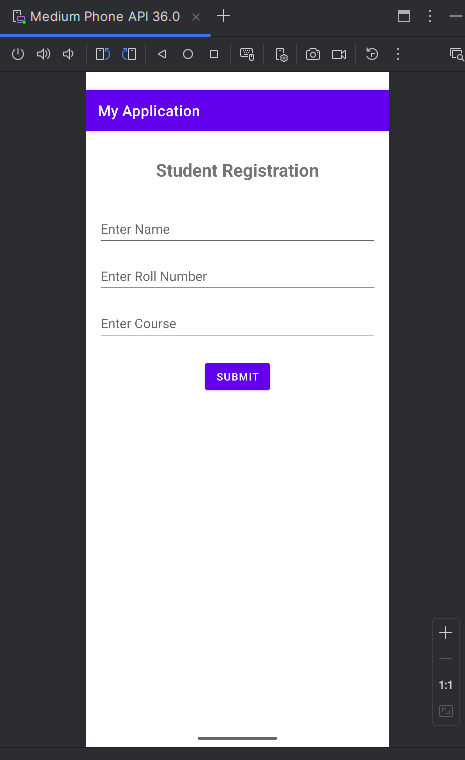 Medium Phone API 36.0
My Application
Student Registration
Enter Name
Enter Roll Number
Enter Course
SUBMIT
1:1